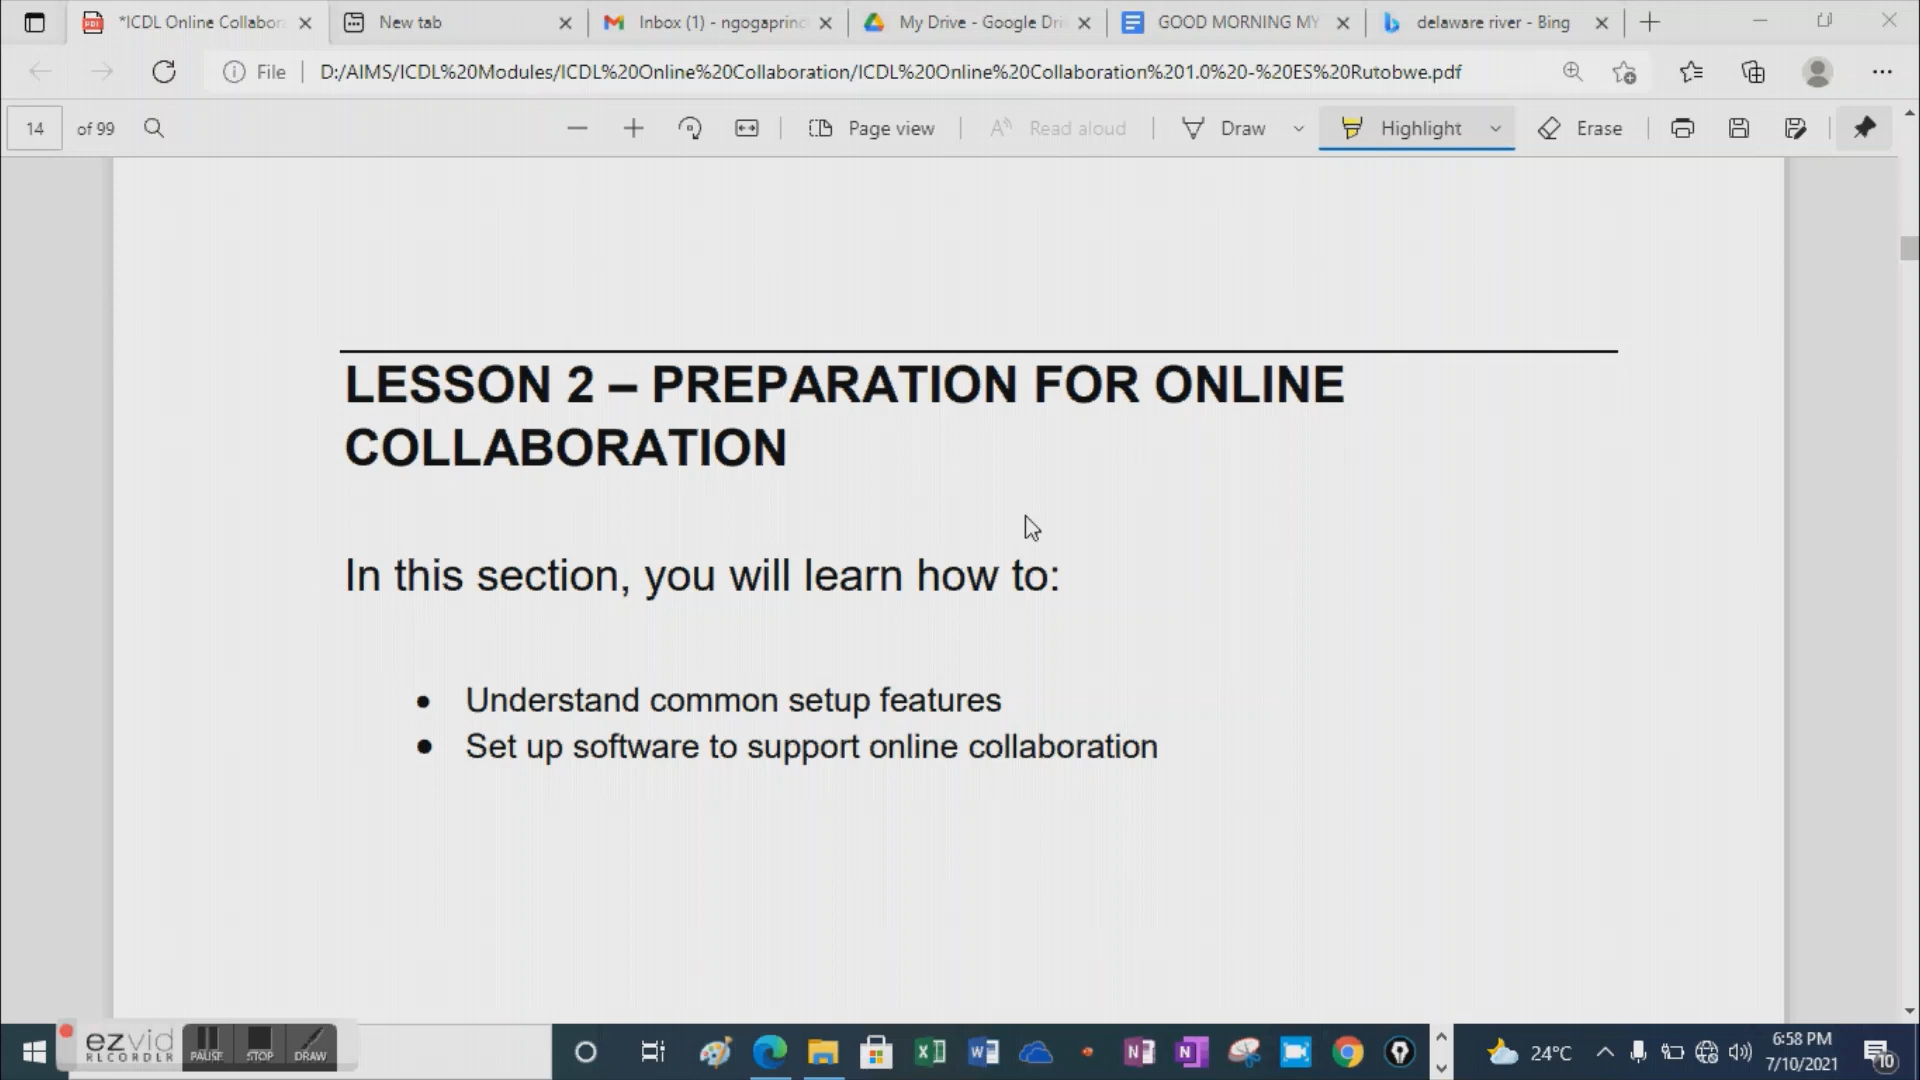 *ICDL Online Collabor
New tab
Inbox (1) - ngogaprin
My Drive - Google Dri
GOOD MORNING MY
delaware river - Bing
File
D:/AIMS/ICDL%20Modules/ICDL%20Online%20Collaboration/ICDL%20Online%20Collaboration%201.0%20-%20ES%20Rutobwe.pdf
14 of 99
Page view
Read aloud
Draw
Highlight
Erase
LESSON 2 – PREPARATION FOR ONLINE
COLLABORATION
In this section, you will learn how to:
• Understand common setup features
• Set up software to support online collaboration
ezvid
RECORDER
PAUSE
STOP
DRAW
24°C
6:58 PM
7/10/2021
10